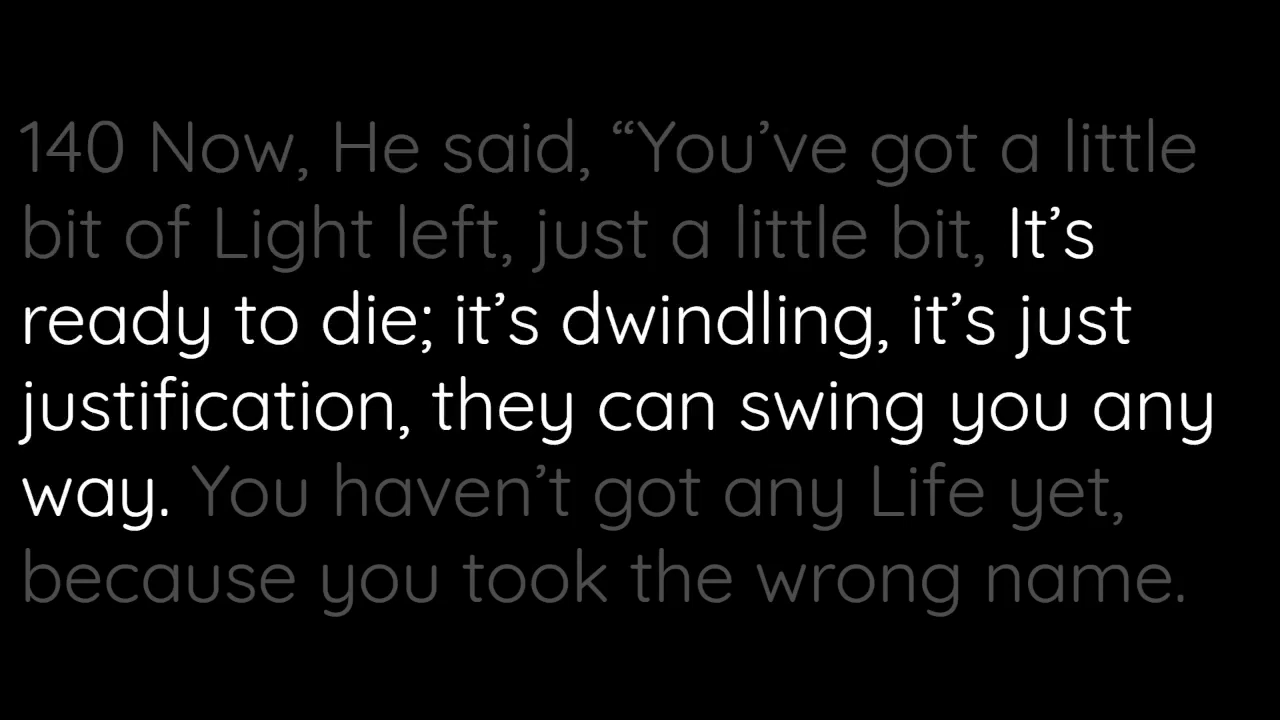 140 Now, He said, “You’ve got a little
bit of Light left, just a little bit, It’s
ready to die; it’s dwindling, it’s just
justification, they can swing you any
way. You haven’t got any Life yet,
because you took the wrong name.